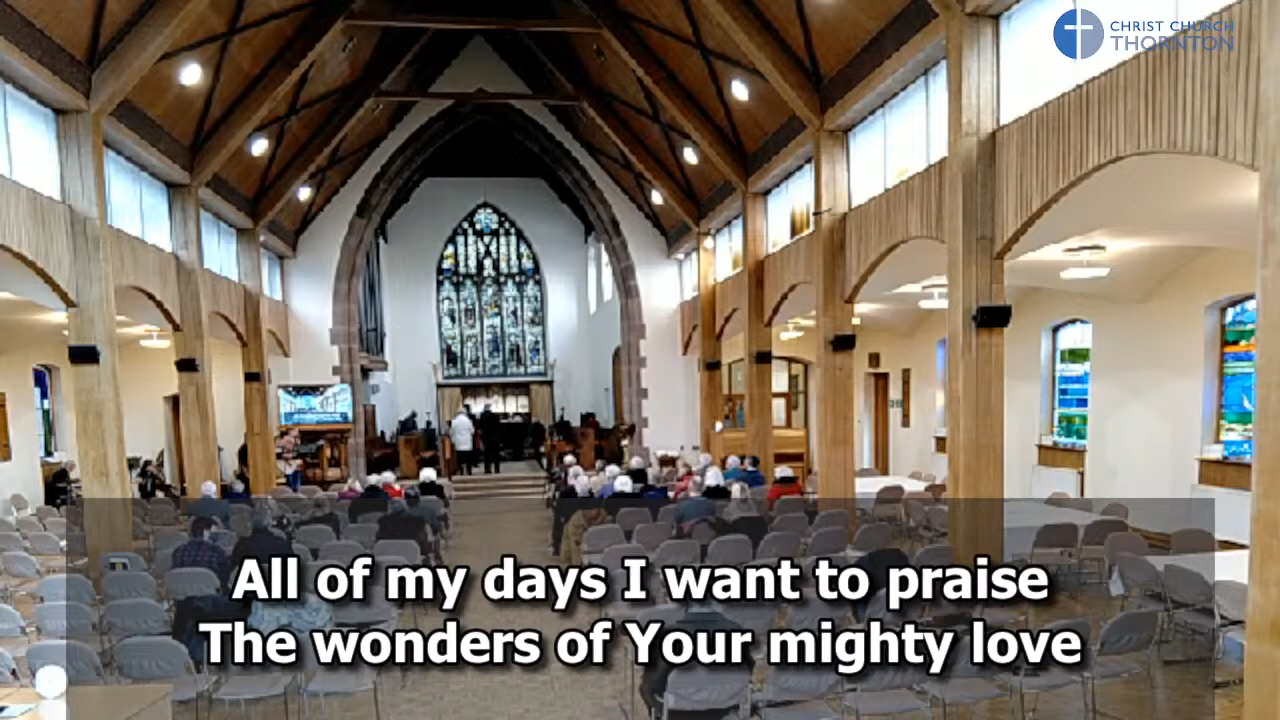 CHRIST CHURCH
THORNTON
All of my days I want to praise
The wonders of Your mighty love